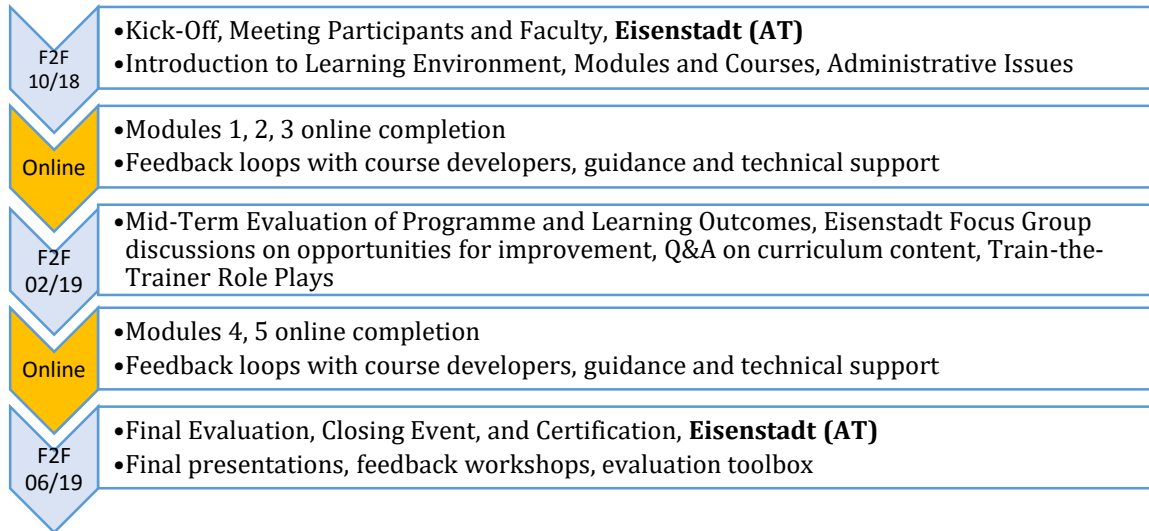 F2F
10/18
•Kick-Off, Meeting Participants and Faculty, Eisenstadt (AT)
•Introduction to Learning Environment, Modules and Courses, Administrative Issues
Online
•Modules 1, 2, 3 online completion
•Feedback loops with course developers, guidance and technical support
F2F
02/19
•Mid-Term Evaluation of Programme and Learning Outcomes, Eisenstadt Focus Group
discussions on opportunities for improvement, Q&A on curriculum content, Train-the-
Trainer Role Plays
Online
•Modules 4, 5 online completion
•Feedback loops with course developers, guidance and technical support
F2F
06/19
•Final Evaluation, Closing Event, and Certification, Eisenstadt (AT)
•Final presentations, feedback workshops, evaluation toolbox